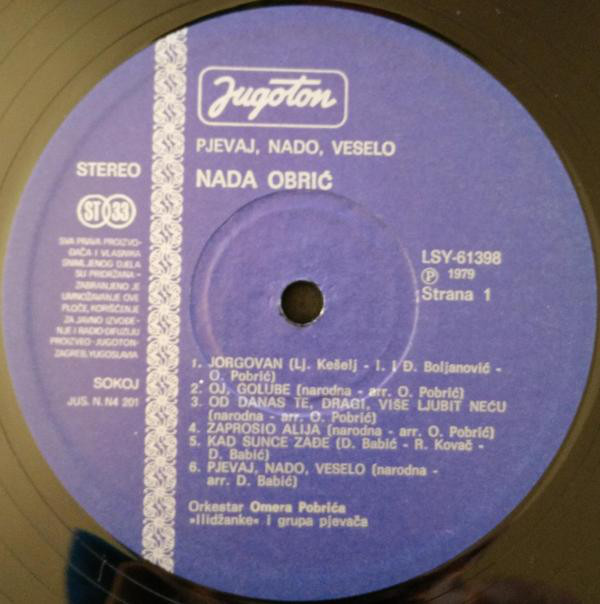 Jugoton
PJEVAJ, NADO, VESELO
NADA OBRIĆ
STEREO
ST 33
SVA PRAVA PROIZVO-
ĐAČA I VLASNIKA
SNIMLJENOG DJELA
SU PRIDRŽANA -
ZABRANJENO JE
UMNOŽAVANJE OVE
PLOČE, KORIŠĆENJE
ZA JAVNO IZVOĐE-
NJE I RADIO-DIFUZIJU
PROIZVEO »JUGOTON«
ZAGREB, YUGOSLAVIA
SOKOJ
JUS. N. N4 201
LSY-61398
Ⓟ 1979
Strana 1
1. JORGOVAN (Lj. Kešelj - I. i Đ. Boljanović -
O. Pobrić)
2. OJ, GOLUBE (narodna - arr. O. Pobrić)
3. OD DANAS TE, DRAGI, VIŠE LJUBIT NEĆU
(narodna - arr. O. Pobrić)
4. ZAPROSIO ALIJA (narodna - arr. O. Pobrić)
5. KAD SUNCE ZAĐE (D. Babić - R. Kovač -
D. Babić)
6. PJEVAJ, NADO, VESELO (narodna -
arr. D. Babić)
Orkestar Omera Pobrića
»Ilidžanke« i grupa pjevača